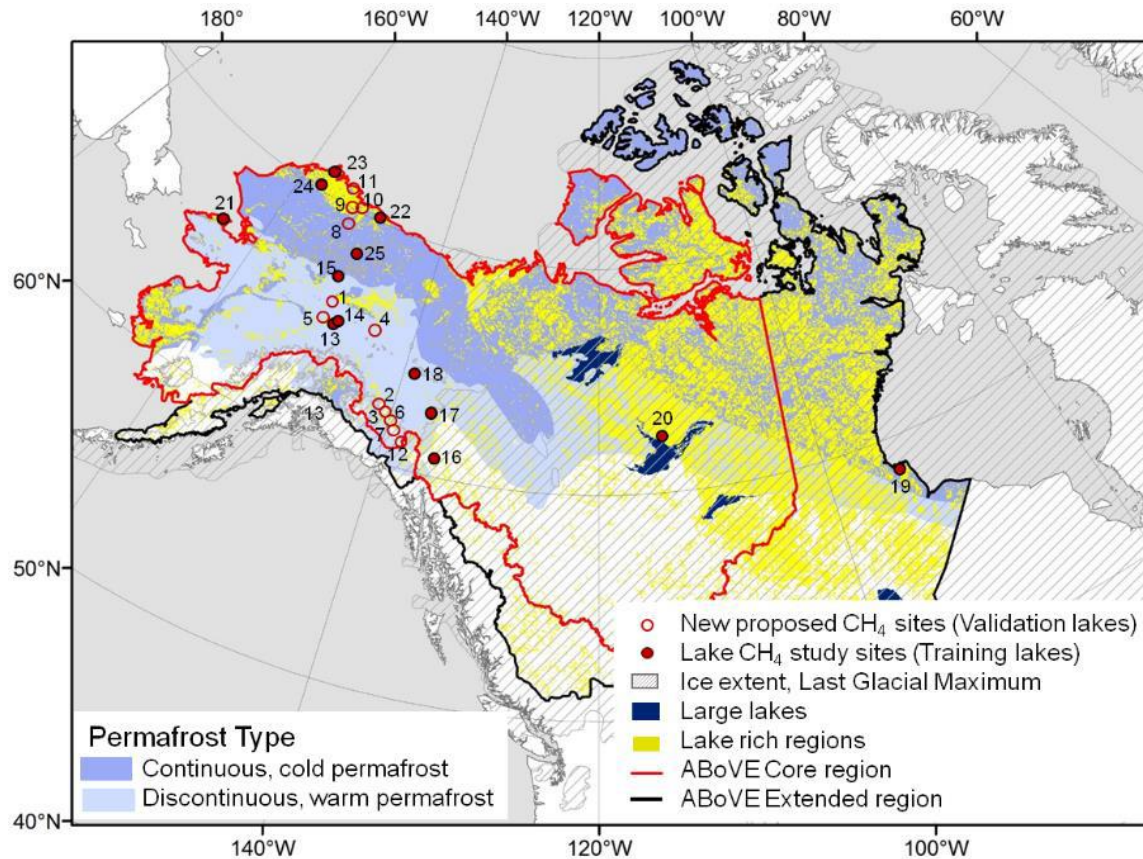 180°
160°W
140°W
120°W
100°W
80°W
60°W
23
24
11
21
9
10
22
8
25
60°N
15
1
5
14
4
13
18
2
3
6
17
20
7
13
12
16
19
50°N
New proposed CH₄ sites (Validation lakes)
Lake CH₄ study sites (Training lakes)
Ice extent, Last Glacial Maximum
Large lakes
Permafrost Type
Lake rich regions
Continuous, cold permafrost
ABoVE Core region
Discontinuous, warm permafrost
ABoVE Extended region
40°N
140°W
120°W
100°W